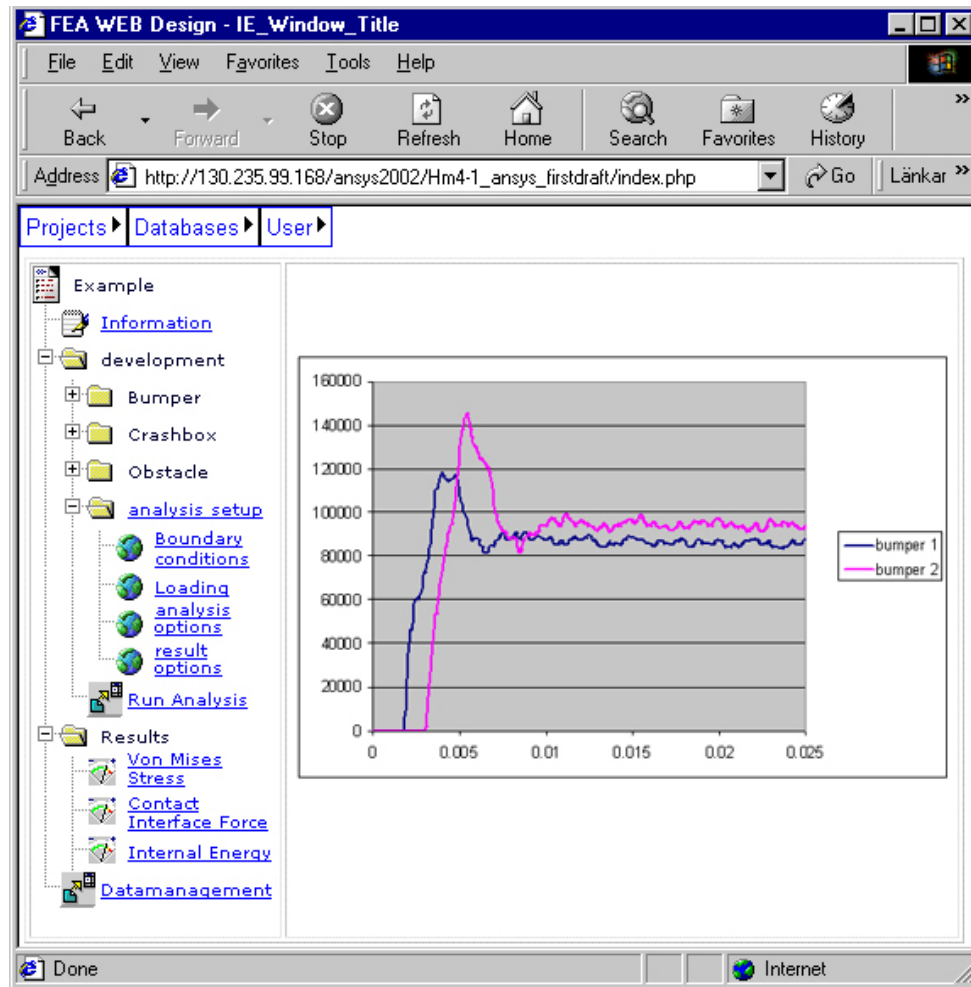 FEA WEB Design - IE_Window_Title
File Edit View Favorites Tools Help
Back Forward Stop Refresh Home Search Favorites History »
Address http://130.235.99.168/ansys2002/Hm4-1_ansys_firstdraft/index.php Go Länkar »
Projects Databases User
Example
Information
development
Bumper
Crashbox
Obstacle
analysis setup
Boundary
conditions
Loading
analysis
options
result
options
Run Analysis
Results
Von Mises
Stress
Contact
Interface Force
Internal Energy
Datamanagement
160000
140000
120000
100000
80000
60000
40000
20000
0
0 0.005 0.01 0.015 0.02 0.025
bumper 1
bumper 2
Done Internet